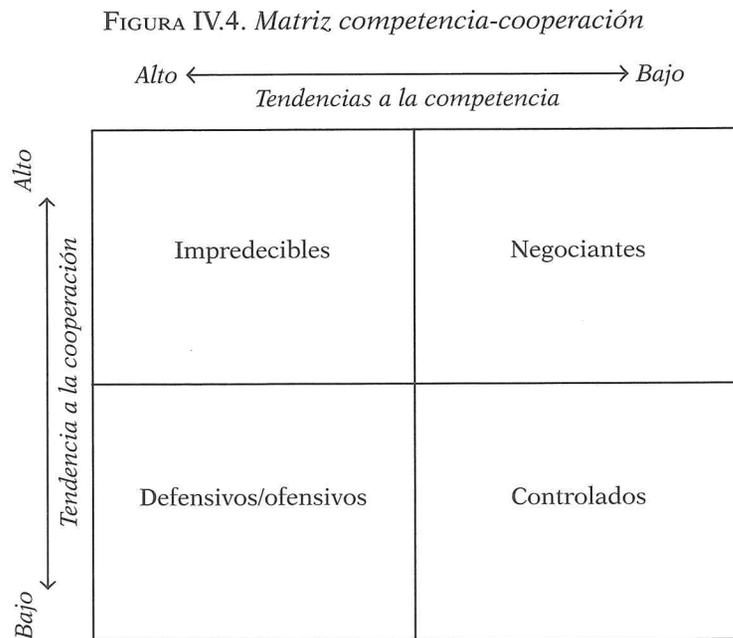 FIGURA IV.4. Matriz competencia-cooperación
Alto Bajo
Tendencias a la competencia
Alto
Tendencia a la cooperación
Bajo
Impredecibles Negociantes
Defensivos/ofensivos Controlados